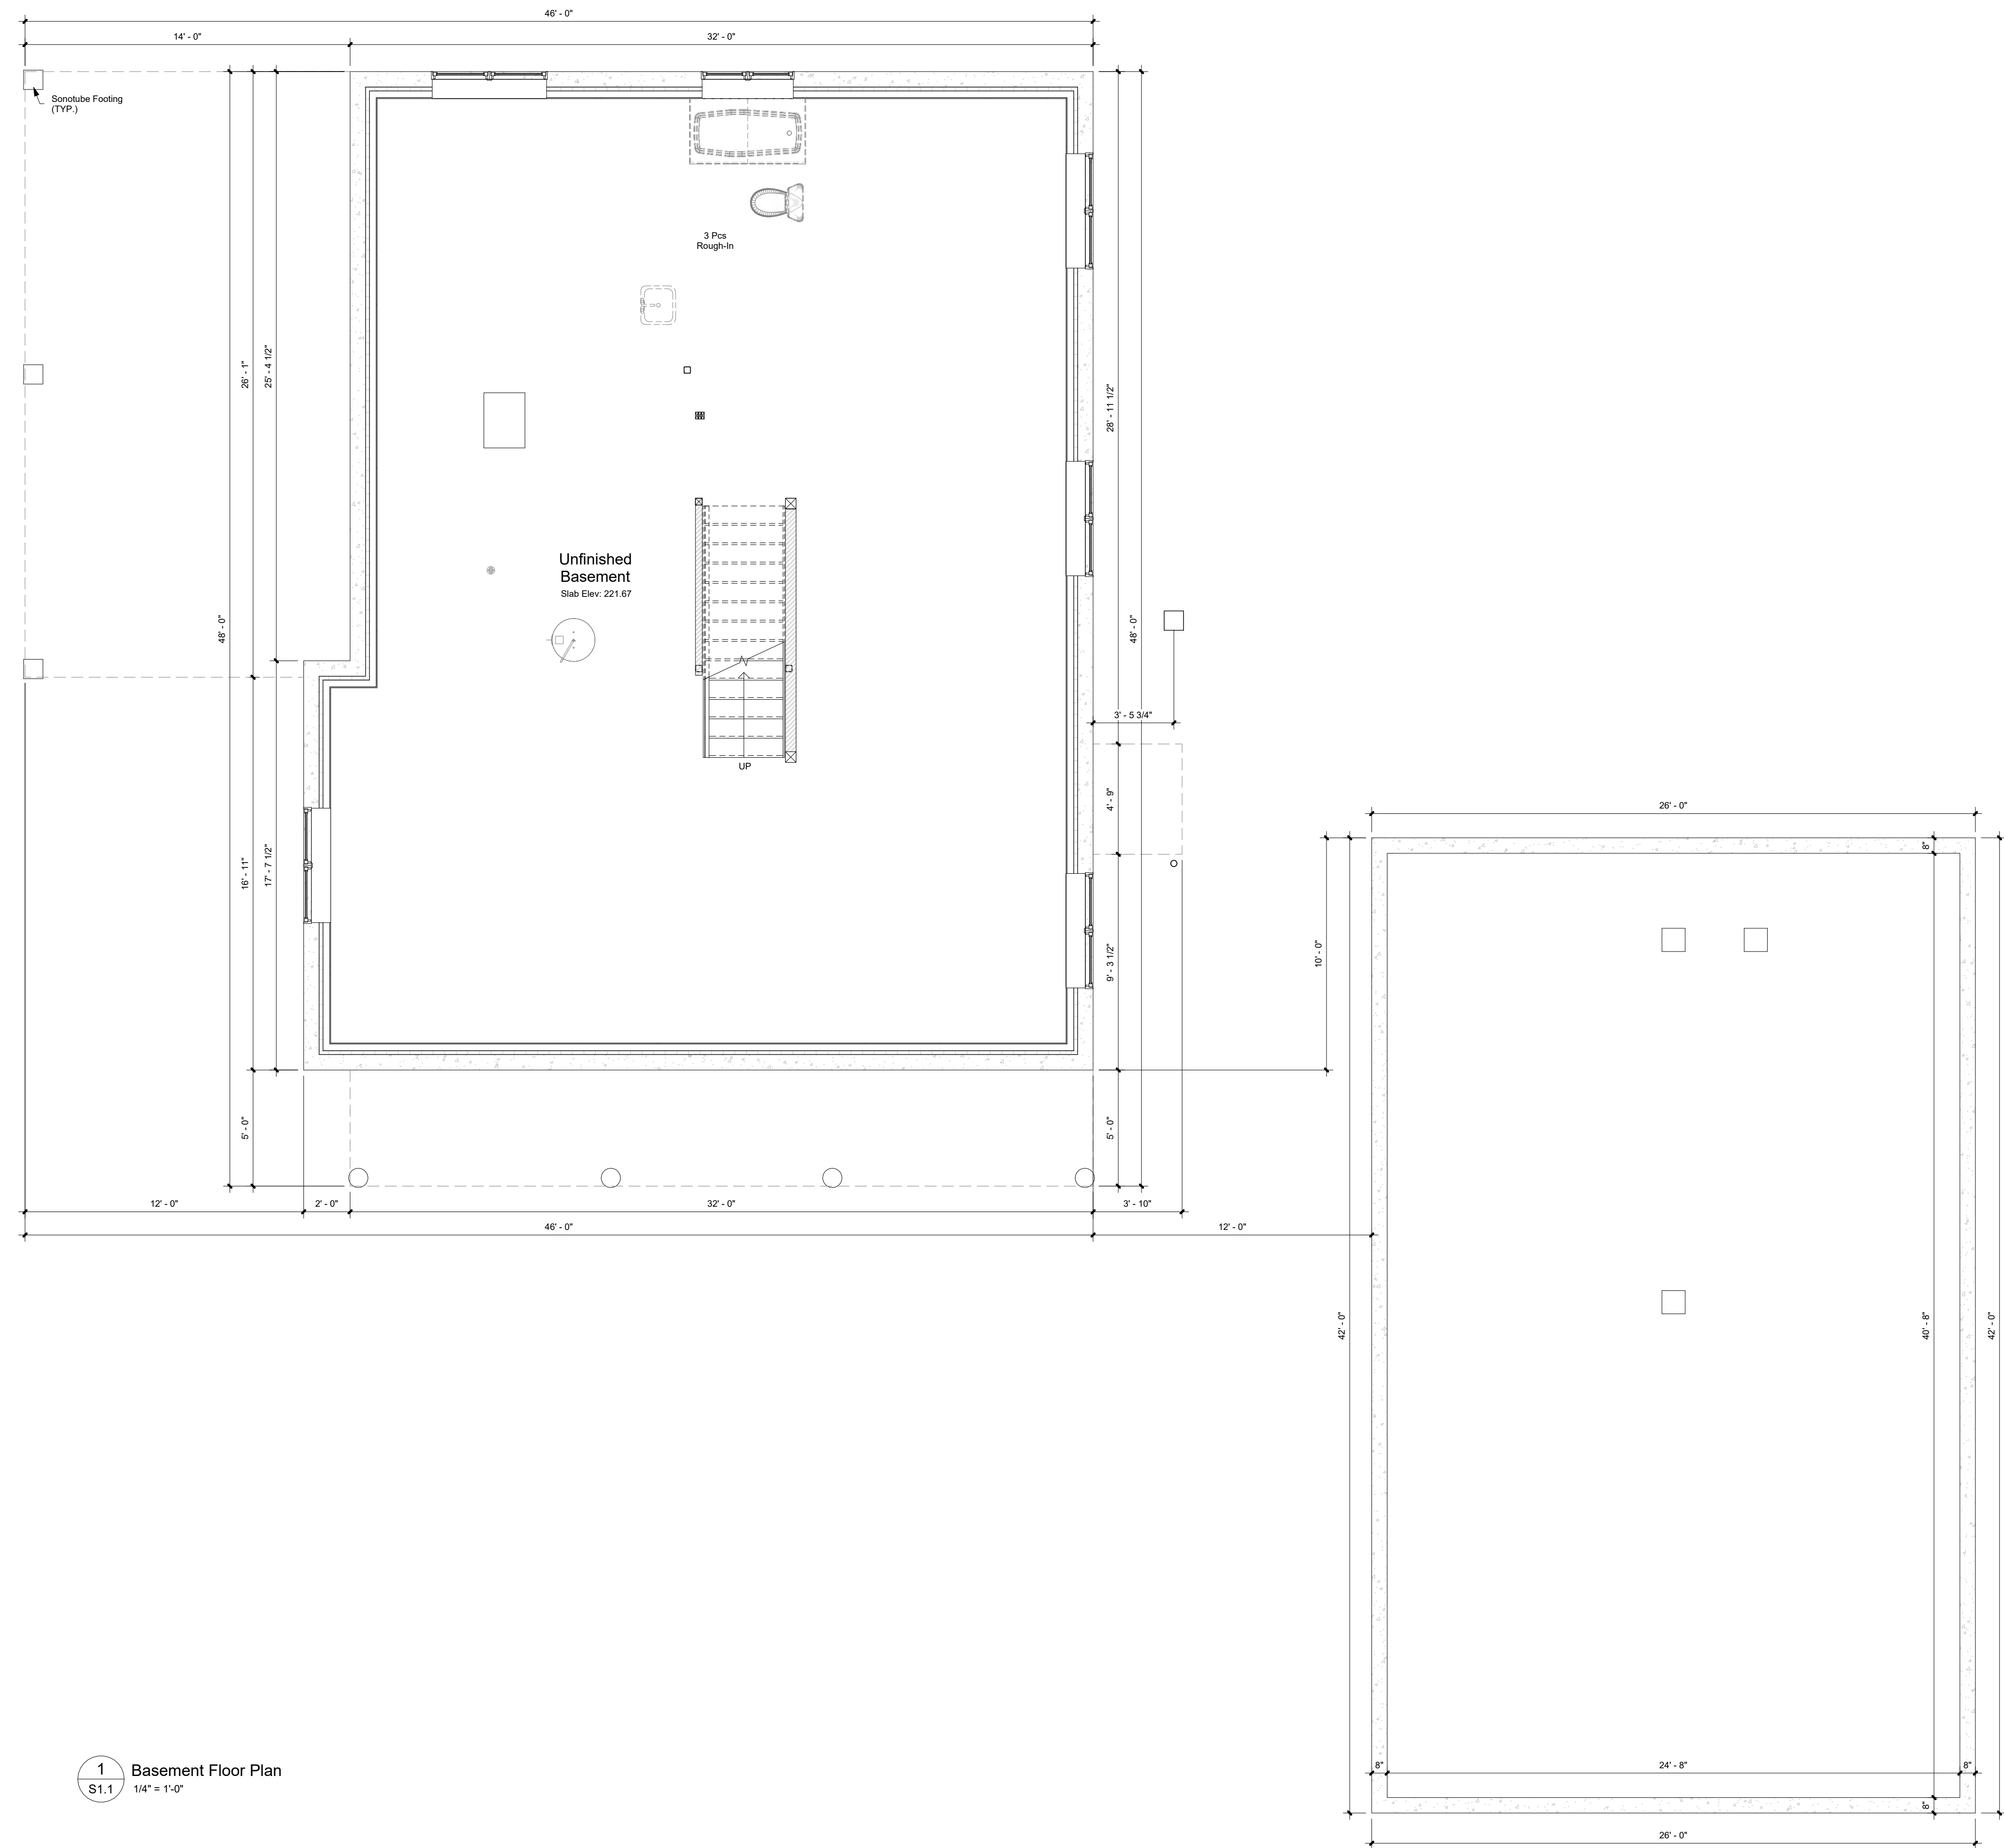 46' - 0"
14' - 0"
32' - 0"
Sonotube Footing
(TYP.)
3 Pcs
Rough-In
26' - 1"
25' - 4 1/2"
28' - 11 1/2"
Unfinished
Basement
Slab Elev: 221.67
48' - 0"
48' - 0"
3' - 5 3/4"
UP
4' - 9"
26' - 0"
8"
16' - 11"
17' - 7 1/2"
9' - 3 1/2"
10' - 0"
5' - 0"
5' - 0"
12' - 0"
2' - 0"
32' - 0"
3' - 10"
46' - 0"
12' - 0"
42' - 0"
40' - 8"
42' - 0"
8"
24' - 8"
8"
8"
26' - 0"
1
S1.1
Basement Floor Plan
1/4" = 1'-0"